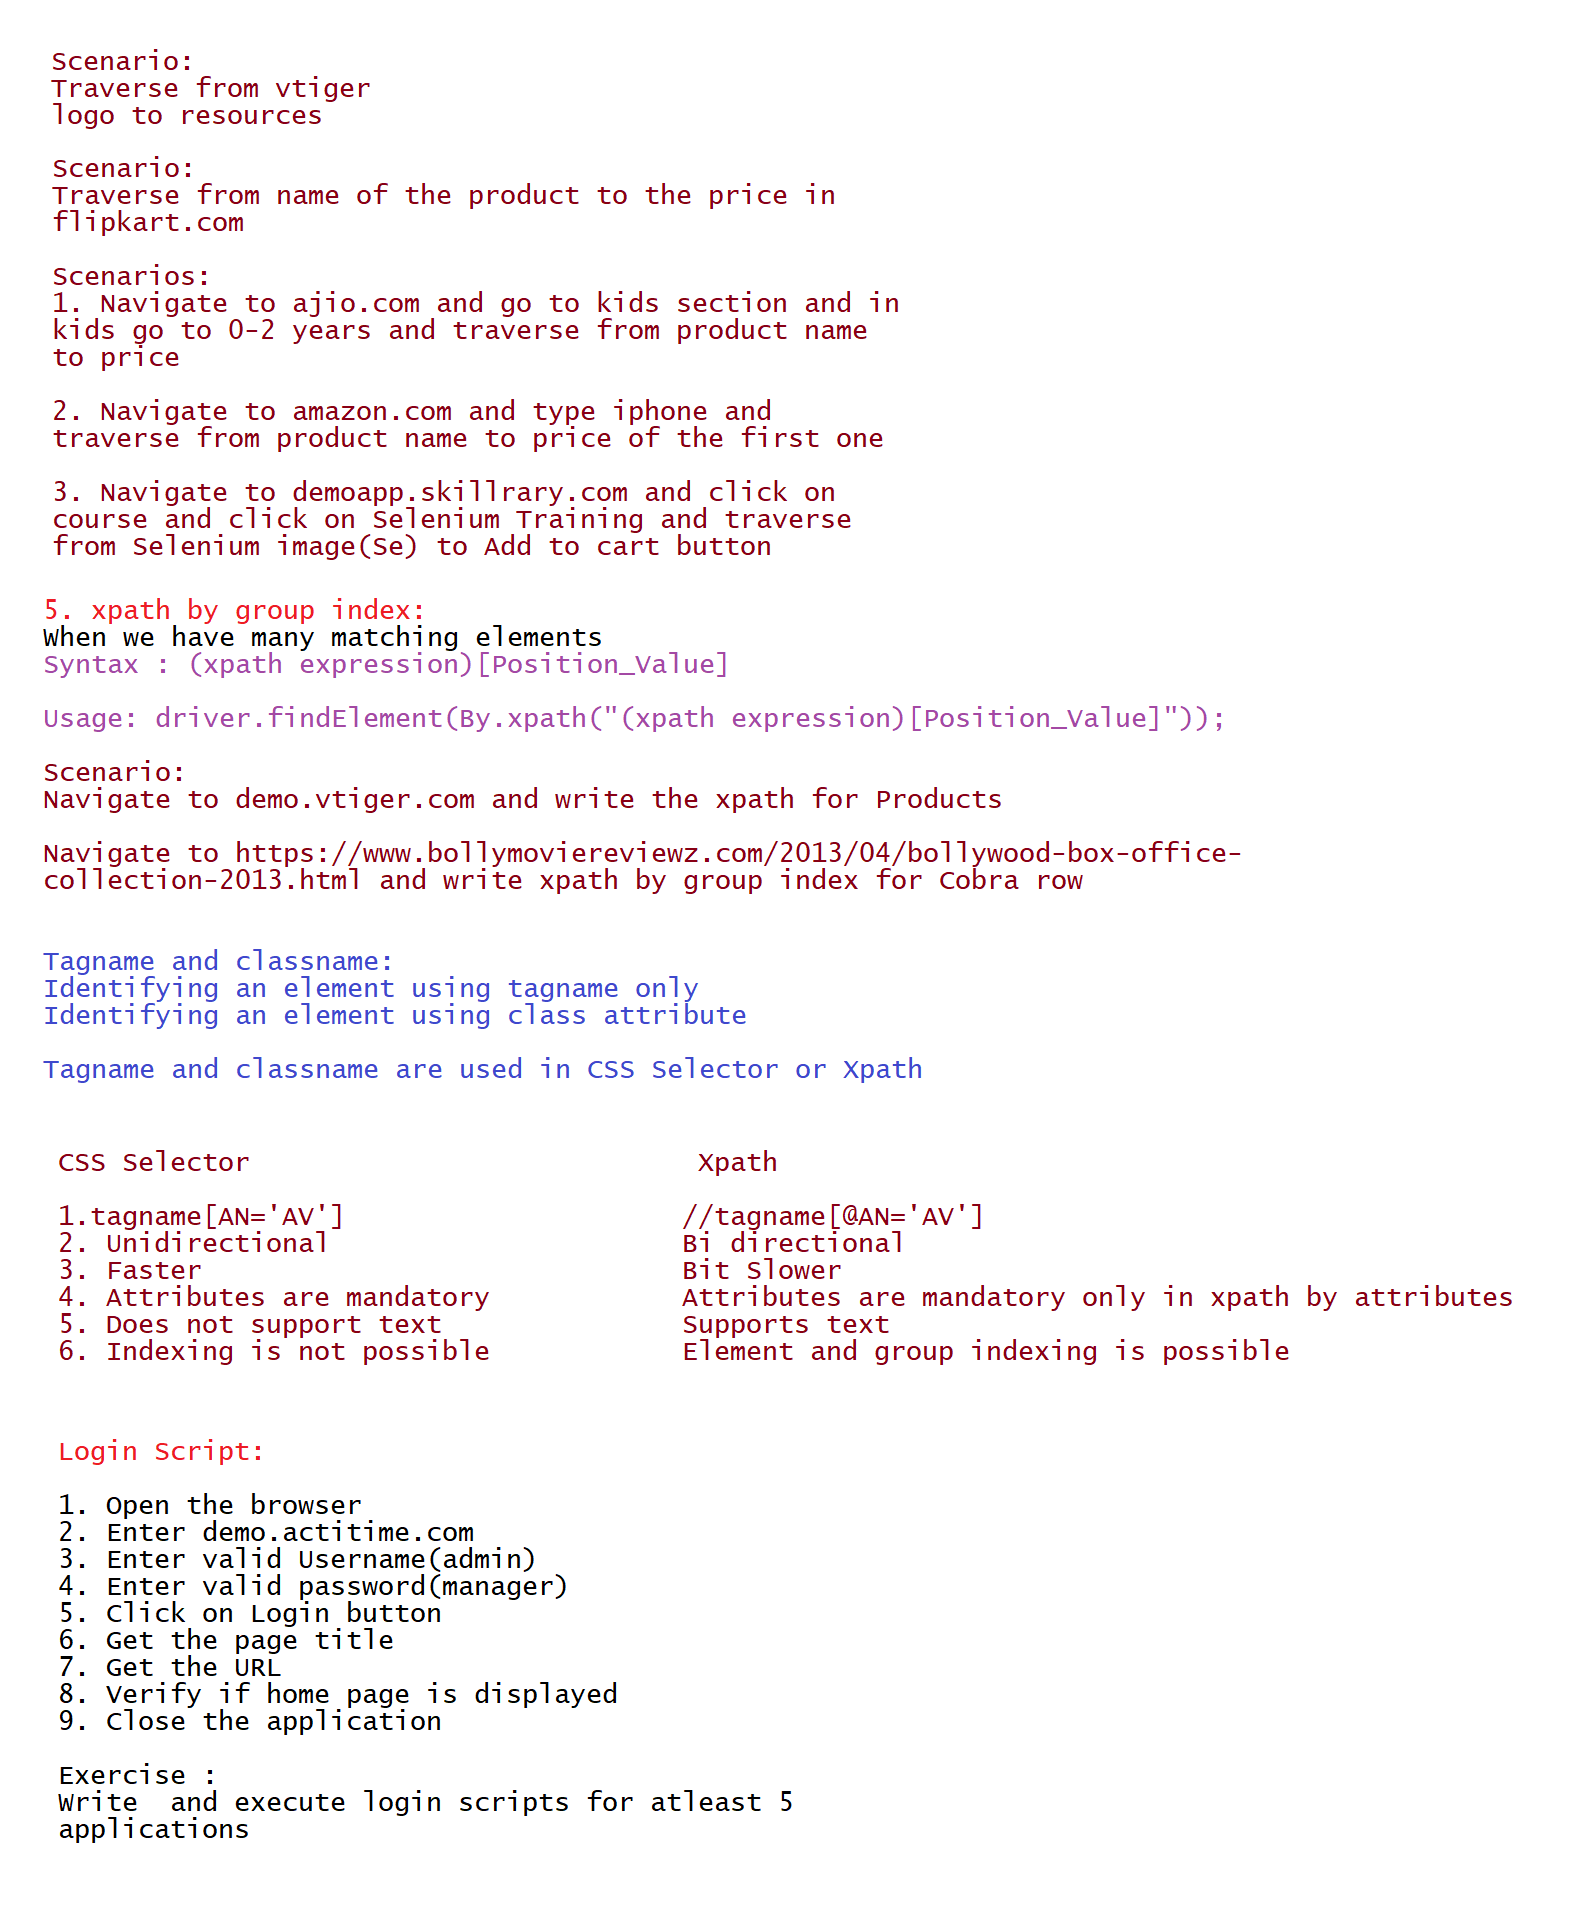 Scenario:
Traverse from vtiger
logo to resources
Scenario:
Traverse from name of the product to the price in
flipkart.com
Scenarios:
1. Navigate to ajio.com and go to kids section and in
kids go to 0-2 years and traverse from product name
to price
2. Navigate to amazon.com and type iphone and
traverse from product name to price of the first one
3. Navigate to demoapp.skillrary.com and click on
course and click on Selenium Training and traverse
from Selenium image(Se) to Add to cart button
5. xpath by group index:
When we have many matching elements
Syntax : (xpath expression)[Position_Value]
Usage: driver.findElement(By.xpath("(xpath expression)[Position_Value]"));
Scenario:
Navigate to demo.vtiger.com and write the xpath for Products
Navigate to https://www.bollymoviereviewz.com/2013/04/bollywood-box-office-
collection-2013.html and write xpath by group index for Cobra row
Tagname and classname:
Identifying an element using tagname only
Identifying an element using class attribute
Tagname and classname are used in CSS Selector or Xpath
CSS Selector Xpath
1.tagname[AN='AV'] //tagname[@AN='AV']
2. Unidirectional Bi directional
3. Faster Bit Slower
4. Attributes are mandatory Attributes are mandatory only in xpath by attributes
5. Does not support text Supports text
6. Indexing is not possible Element and group indexing is possible
Login Script:
1. Open the browser
2. Enter demo.actitime.com
3. Enter valid Username(admin)
4. Enter valid password(manager)
5. Click on Login button
6. Get the page title
7. Get the URL
8. Verify if home page is displayed
9. Close the application
Exercise :
Write  and execute login scripts for atleast 5
applications